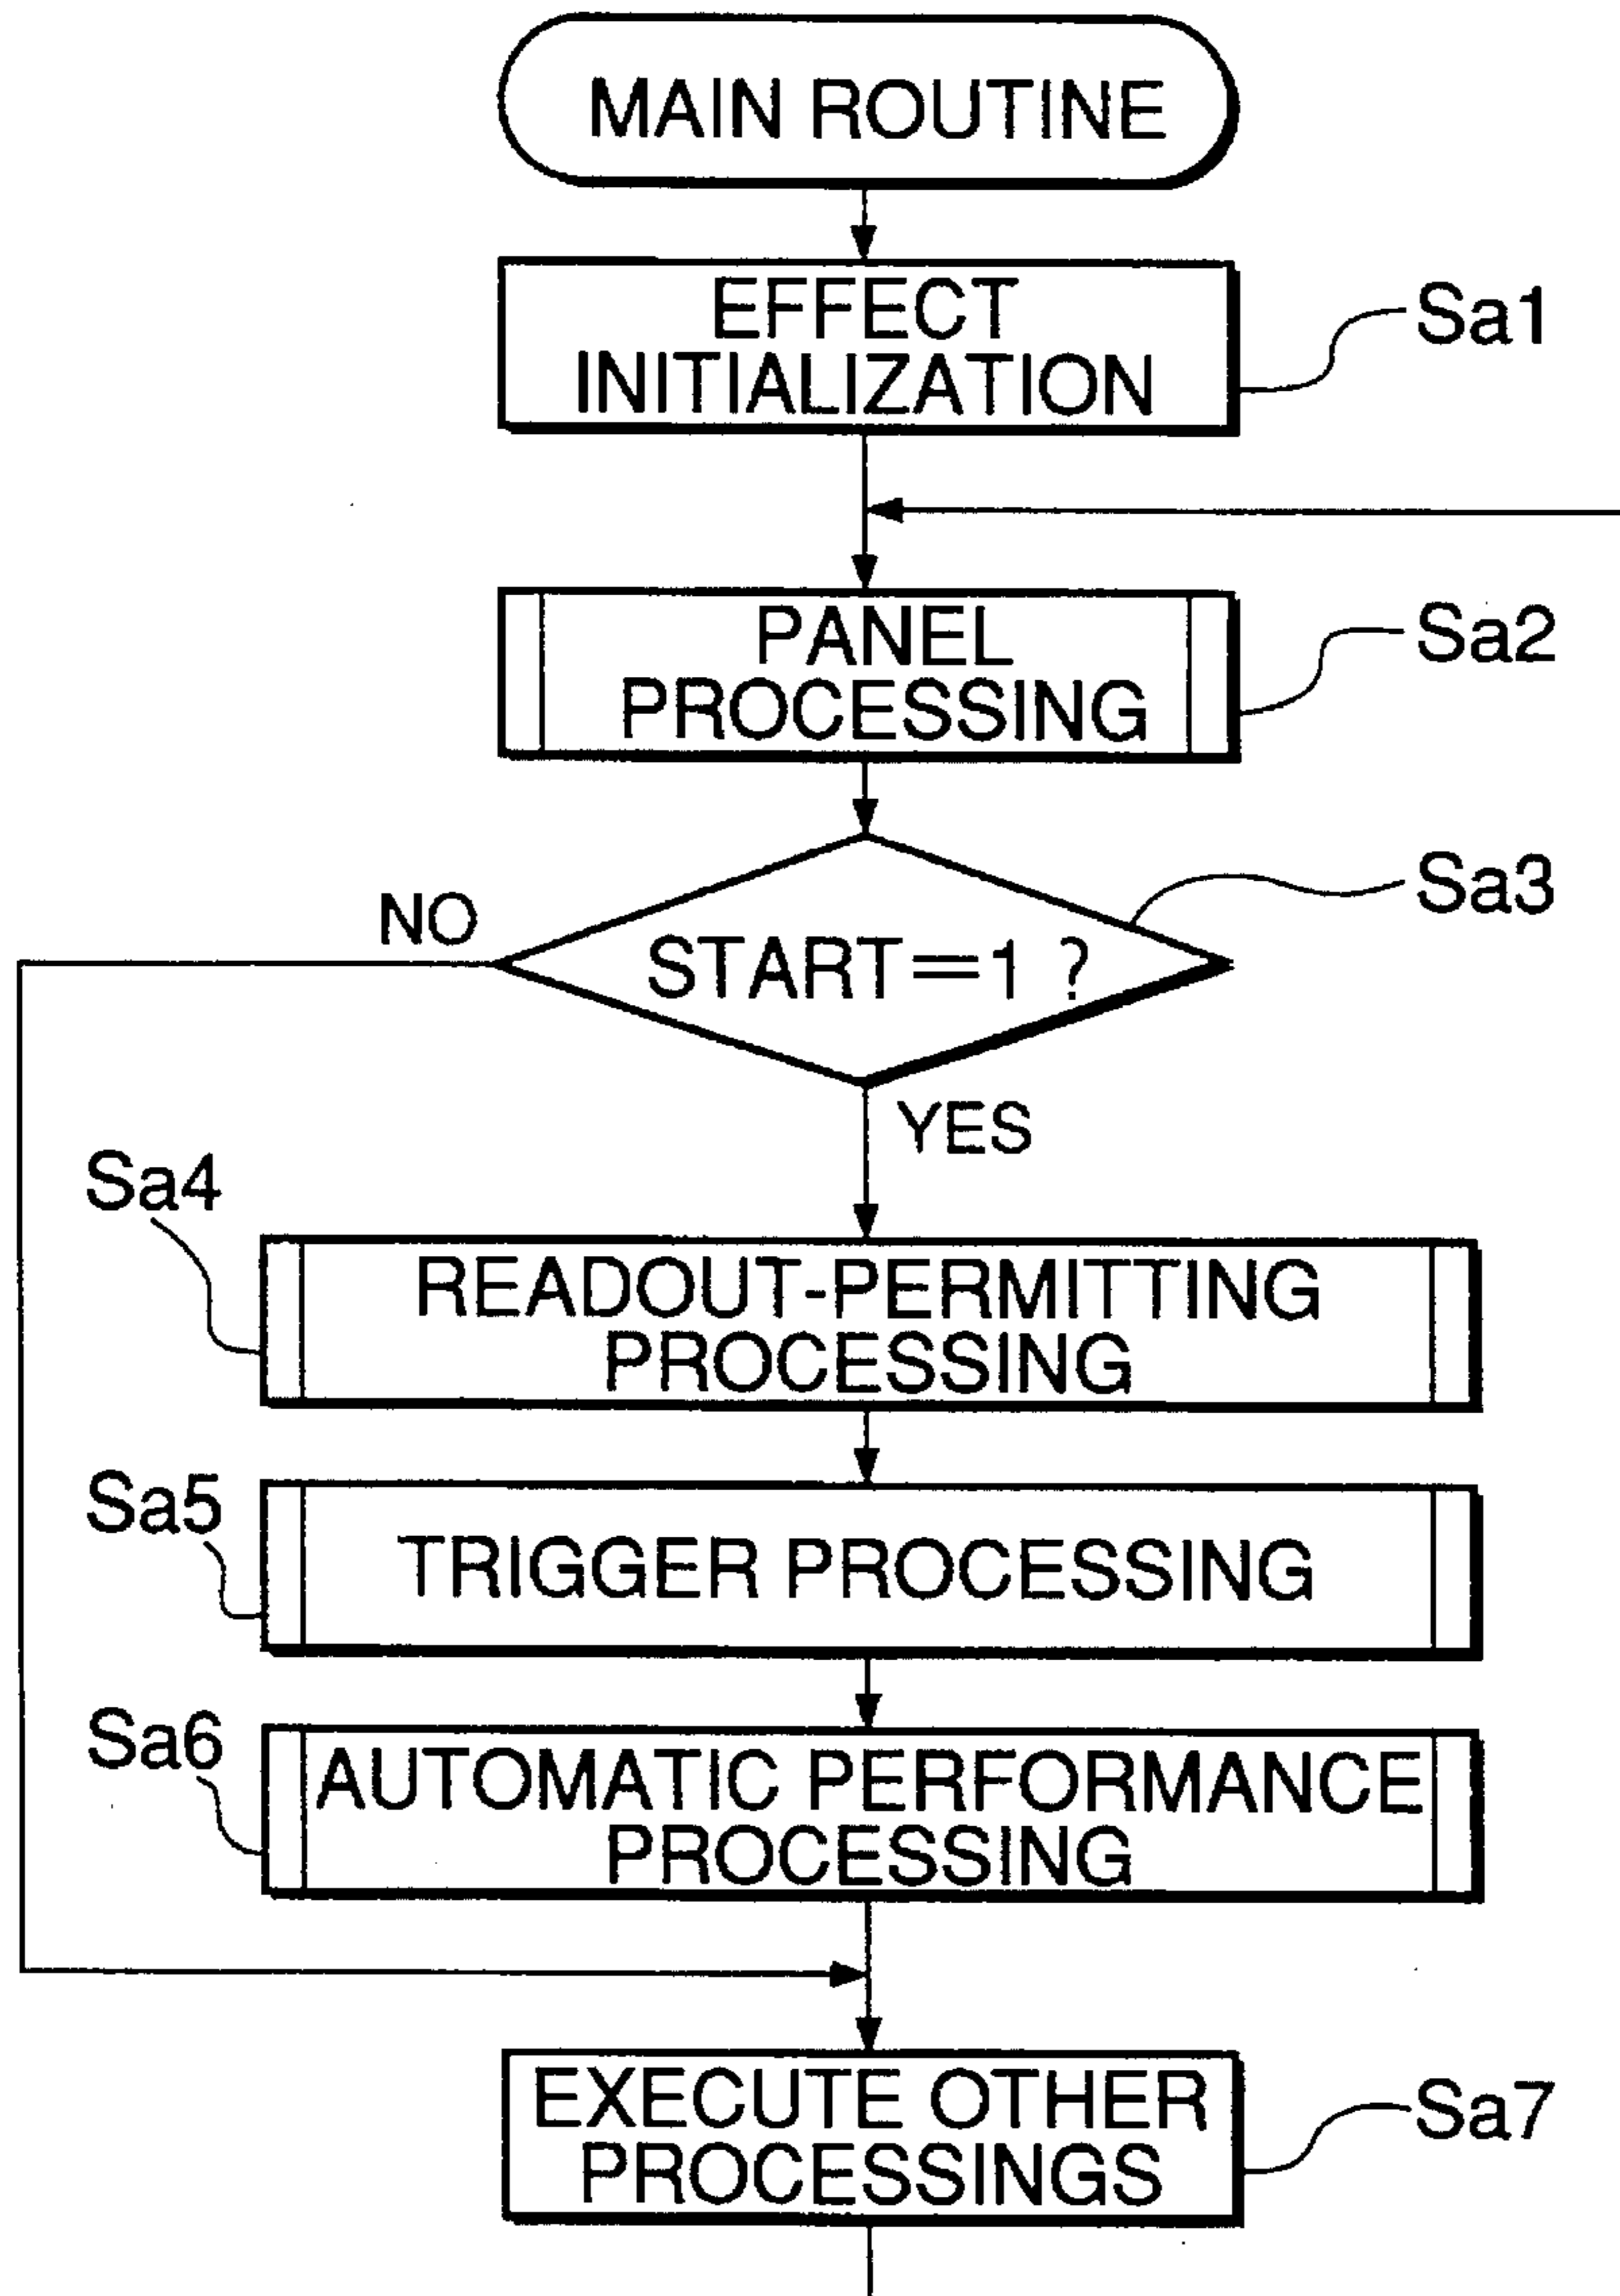 MAIN ROUTINE
EFFECT
INITIALIZATION
Sa1
PANEL
PROCESSING
Sa2
START=1 ?
Sa3
NO
YES
Sa4
READOUT-PERMITTING
PROCESSING
Sa5
TRIGGER PROCESSING
Sa6
AUTOMATIC PERFORMANCE
PROCESSING
EXECUTE OTHER
PROCESSINGS
Sa7